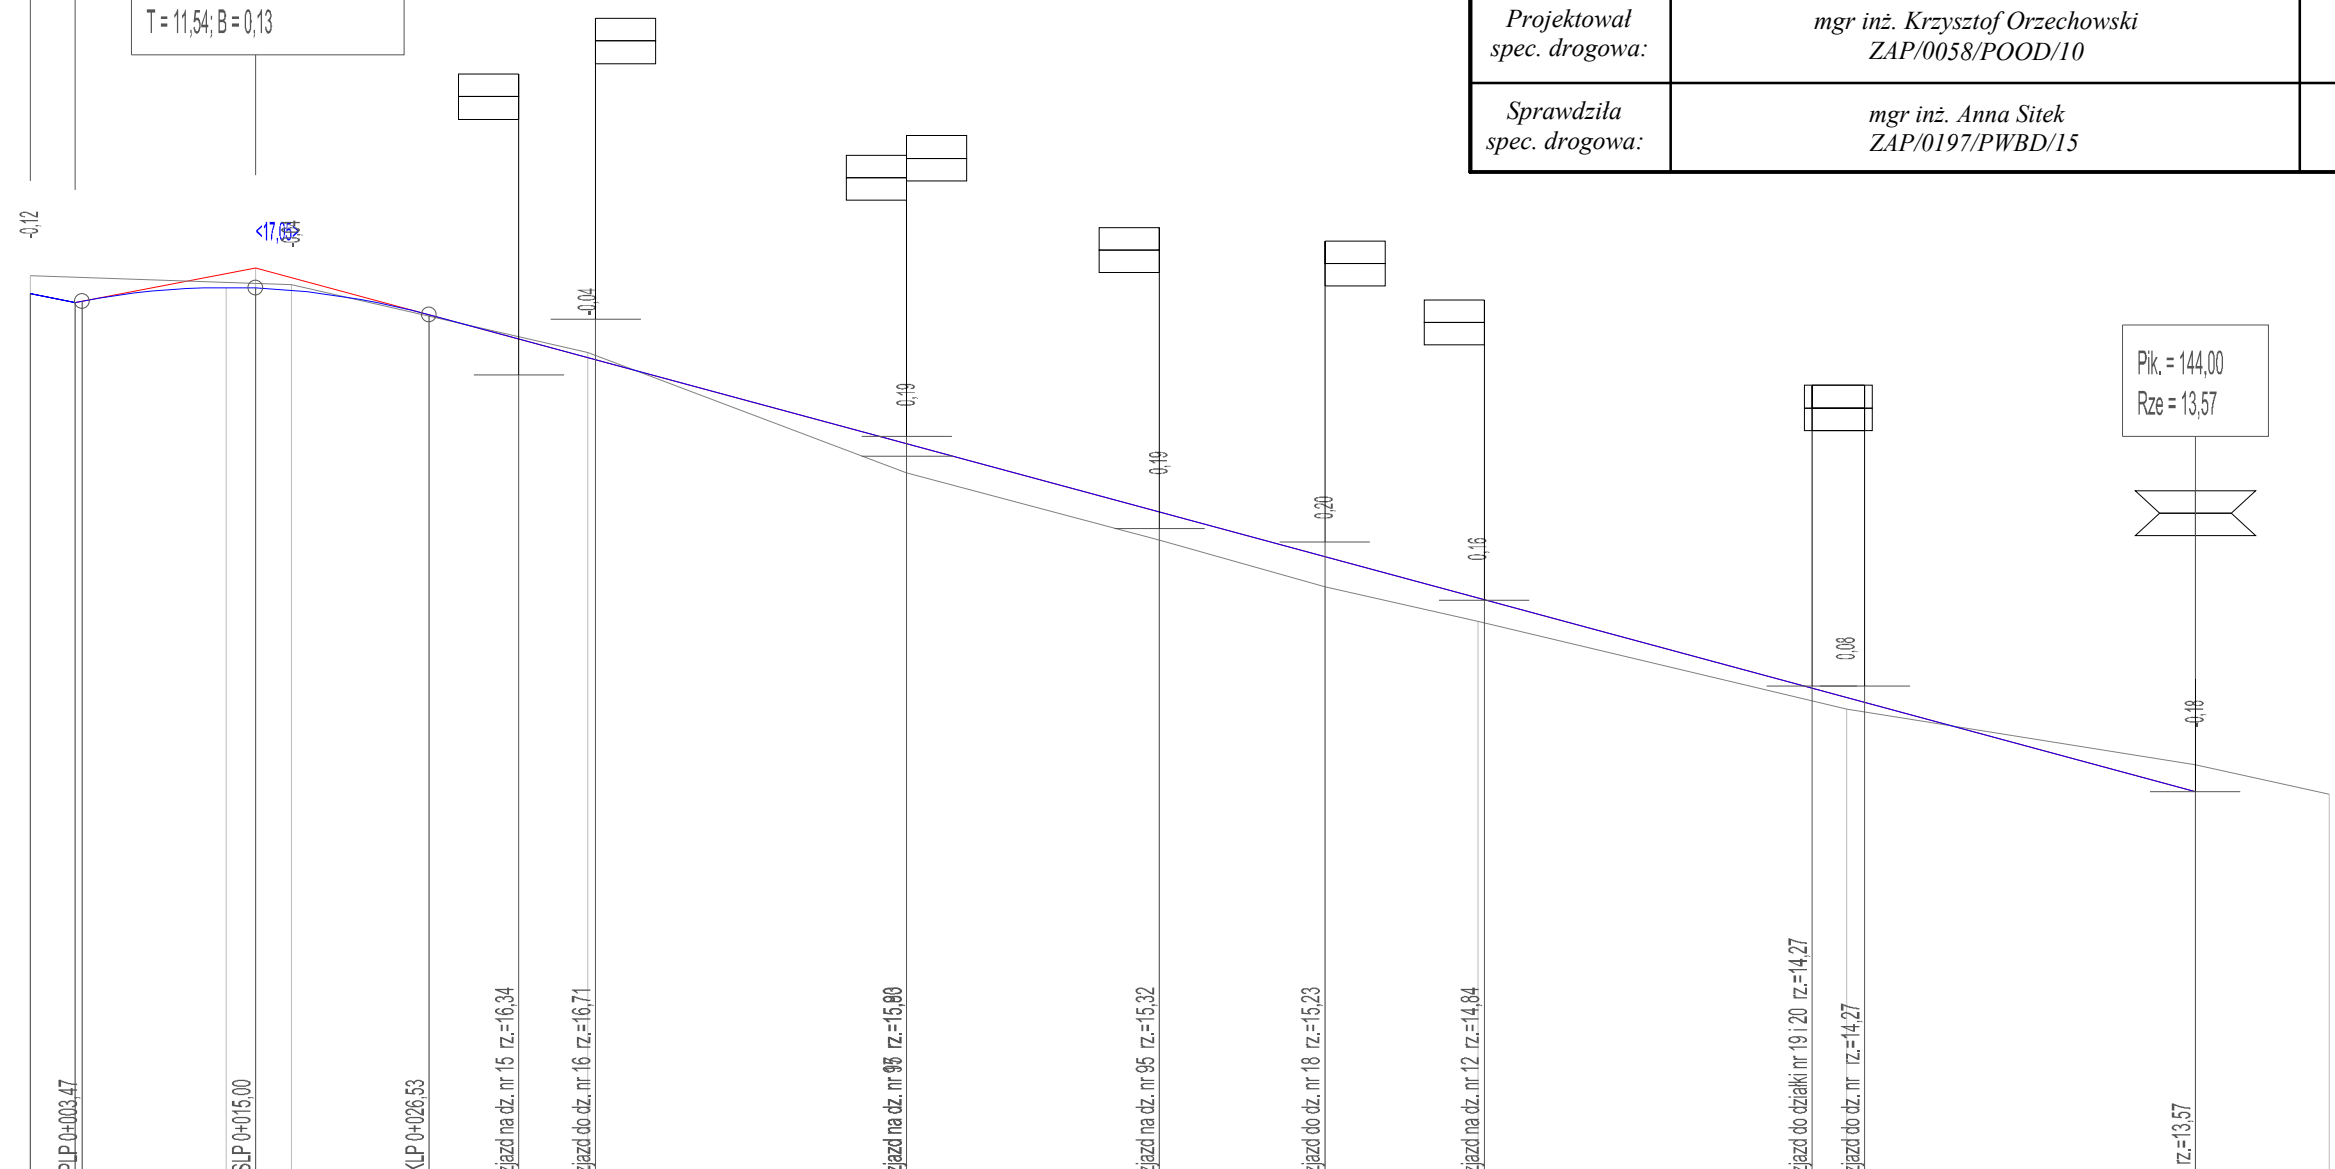 T = 11,54; B = 0,13
Projektował
spec. drogowa:
mgr inż. Krzysztof Orzechowski
ZAP/0058/POOD/10
Sprawdziła
spec. drogowa:
mgr inż. Anna Sitek
ZAP/0197/PWBD/15
-0,12
-0,04
0,19
0,19
0,20
0,16
0,08
-0,18
Pik. = 144,00
Rze = 13,57
PLP 0+003,47
SLP 0+015,00
KLP 0+026,53
zjazd na dz. nr 15 rz.=16,34
zjazd do dz. nr 16 rz.=16,71
zjazd na dz. nr
zjazd na dz. nr 95 rz.=15,32
zjazd do dz. nr 18 rz.=15,23
zjazd na dz. nr 12 rz.=14,84
zjazd do działki nr 19 i 20 rz.=14,27
zjazd do dz. nr rz.=14,27
rz.=13,57